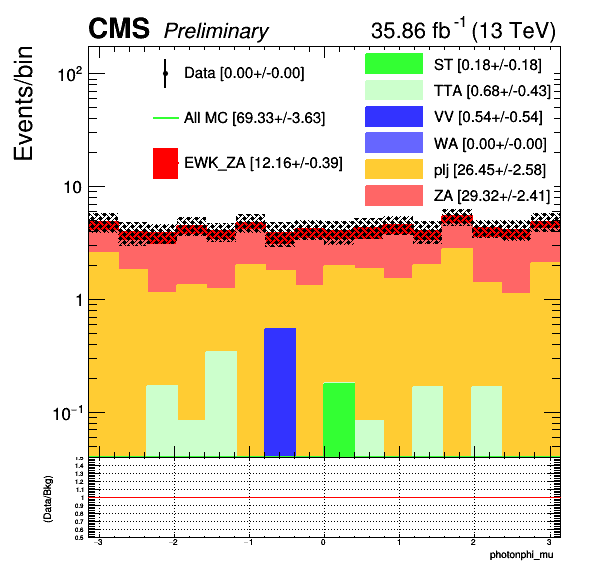 CMS Preliminary 35.86 fb⁻¹ (13 TeV)
Events/bin
10²
10
1
10⁻¹
Data [0.00+/-0.00]
All MC [69.33+/-3.63]
EWK_ZA [12.16+/-0.39]
ST [0.18+/-0.18]
TTA [0.68+/-0.43]
VV [0.54+/-0.54]
WA [0.00+/-0.00]
plj [26.45+/-2.58]
ZA [29.32+/-2.41]
(Data/Bkg)
1.5
1.4
1.3
1.2
1.1
1
0.9
0.8
0.7
0.6
0.5
−3 −2 −1 0 1 2 3
photonphi_mu